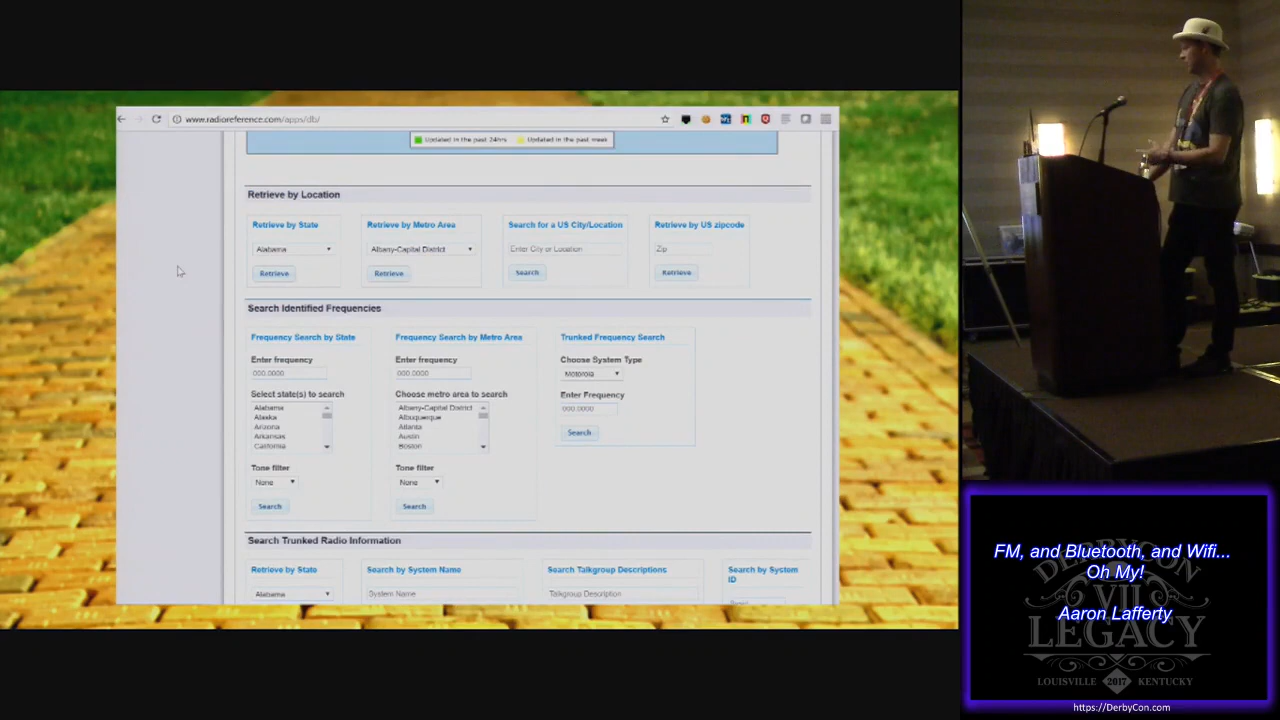 www.radioreference.com/apps/db/
Updated in the past 24hrs
Updated in the past week
Retrieve by Location
Retrieve by State
Retrieve by Metro Area
Search for a US City/Location
Retrieve by US zipcode
Alabama
Albany-Capital District
Enter City or Location
Zip
Retrieve
Retrieve
Search
Retrieve
Search Identified Frequencies
Frequency Search by State
Frequency Search by Metro Area
Trunked Frequency Search
Enter frequency
Enter frequency
Choose System Type
000.0000
000.0000
Motorola
Select state(s) to search
Choose metro area to search
Enter Frequency
Alabama
Albany-Capital District
000.0000
Alaska
Albuquerque
Arizona
Atlanta
Arkansas
Austin
Search
California
Boston
Tone filter
Tone filter
None
None
Search
Search
Search Trunked Radio Information
Retrieve by State
Search by System Name
Search Talkgroup Descriptions
Search by System
ID
Alabama
System Name
Talkgroup Description
FM, and Bluetooth, and Wifi...
Oh My!
Aaron Lafferty
LEGACY
LOUISVILLE 2017 KENTUCKY
https://DerbyCon.com